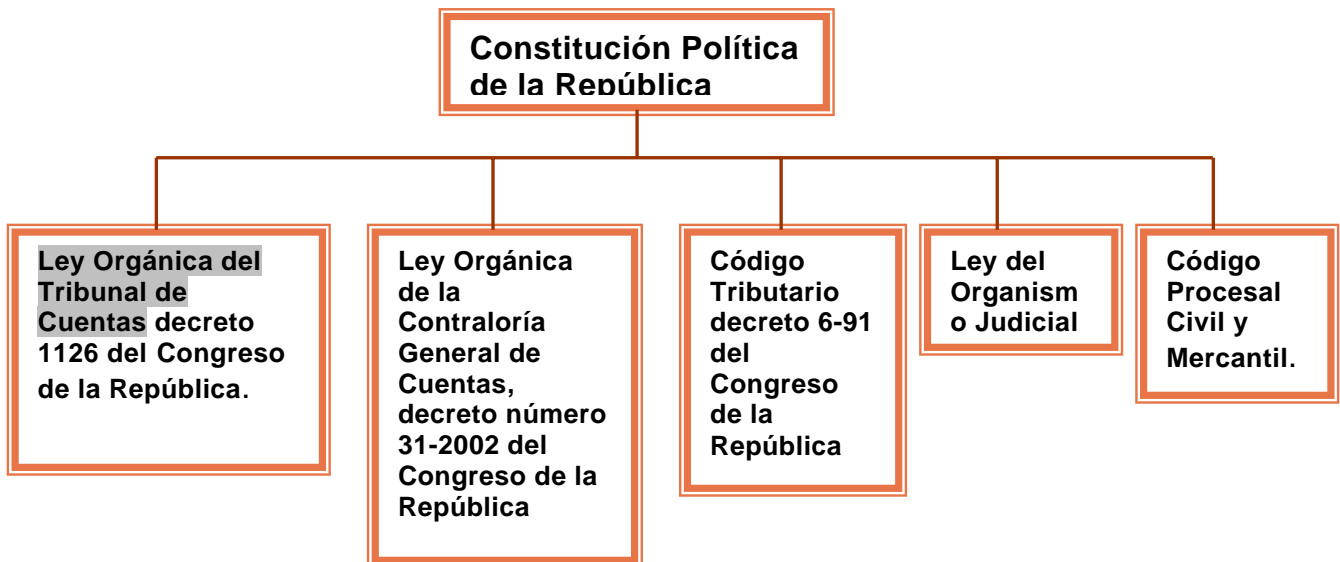 Constitución Política
de la República
Ley Orgánica del
Tribunal de
Cuentas decreto
1126 del Congreso
de la República.
Ley Orgánica
de la
Contraloría
General de
Cuentas,
decreto número
31-2002 del
Congreso de la
República
Código
Tributario
decreto 6-91
del
Congreso
de la
República
Ley del
Organism
o Judicial
Código
Procesal
Civil y
Mercantil.